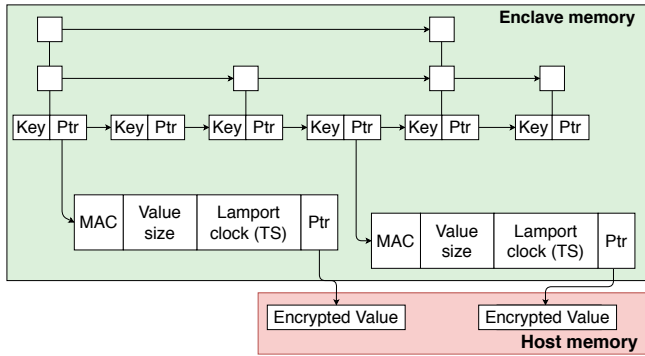 Enclave memory
Key Ptr Key Ptr Key Ptr Key Ptr Key Ptr Key Ptr
MAC Value size Lamport clock (TS) Ptr
MAC Value size Lamport clock (TS) Ptr
Encrypted Value Encrypted Value
Host memory